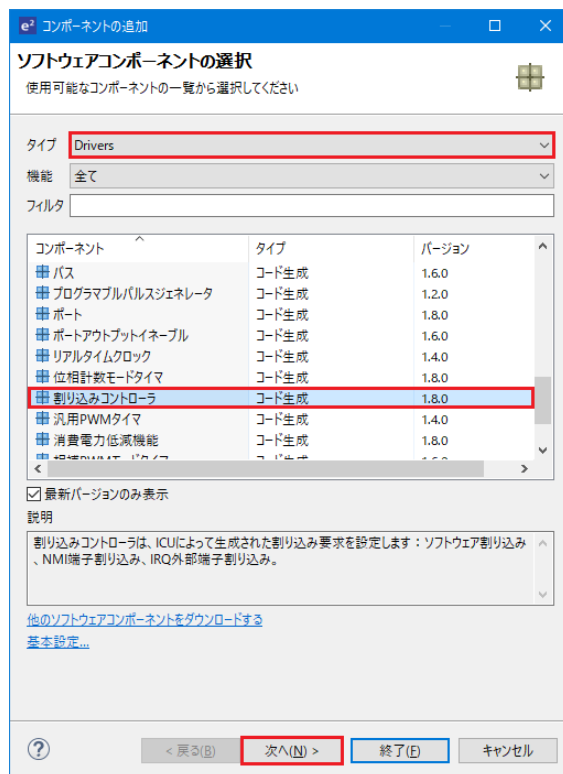 e² コンポーネントの追加
ソフトウェアコンポーネントの選択
使用可能なコンポーネントの一覧から選択してください
タイプ Drivers
機能 全て
フィルタ
コンポーネント タイプ バージョン
バス コード生成 1.6.0
プログラマブルパルスジェネレータ コード生成 1.2.0
ポート コード生成 1.8.0
ポートアウトプットイネーブル コード生成 1.6.0
リアルタイムクロック コード生成 1.4.0
位相計数モードタイマ コード生成 1.8.0
割り込みコントローラ コード生成 1.8.0
汎用PWMタイマ コード生成 1.4.0
消費電力低減機能 コード生成 1.8.0
最新バージョンのみ表示
説明
割り込みコントローラは、ICUによって生成された割り込み要求を設定します：ソフトウェア割り込み
、NMI端子割り込み、IRQ外部端子割り込み。
他のソフトウェアコンポーネントをダウンロードする
基本設定...
? < 戻る(B) 次へ(N) > 終了(F) キャンセル